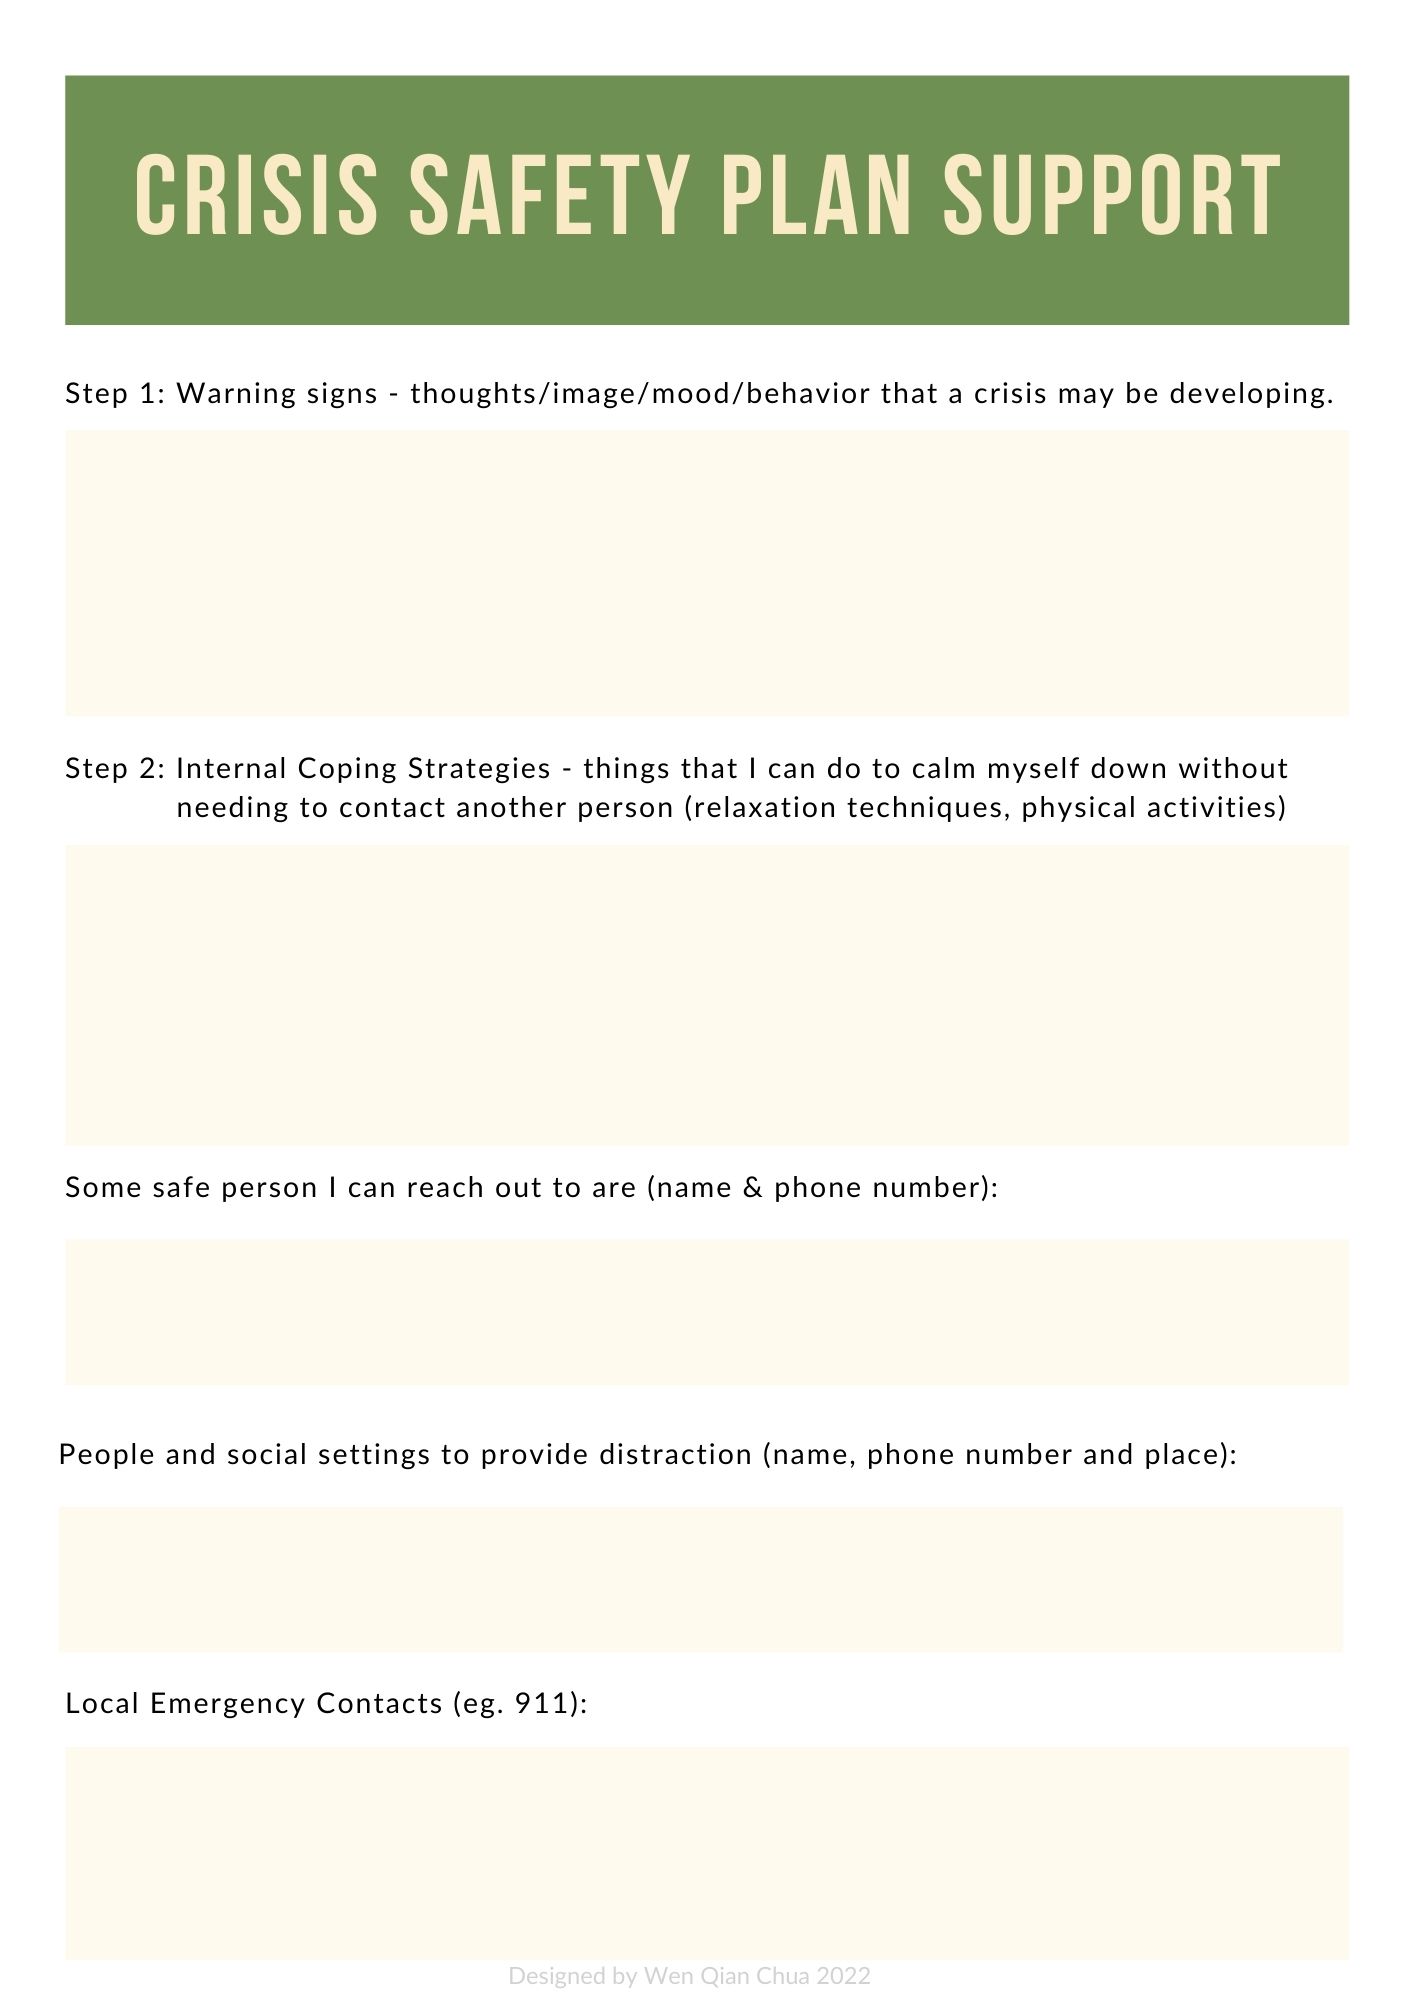 CRISIS SAFETY PLAN SUPPORT
Step 1: Warning signs - thoughts/image/mood/behavior that a crisis may be developing.
Step 2: Internal Coping Strategies - things that I can do to calm myself down without
needing to contact another person (relaxation techniques, physical activities)
Some safe person I can reach out to are (name & phone number):
People and social settings to provide distraction (name, phone number and place):
Local Emergency Contacts (eg. 911):
Designed by Wen Qian Chua 2022